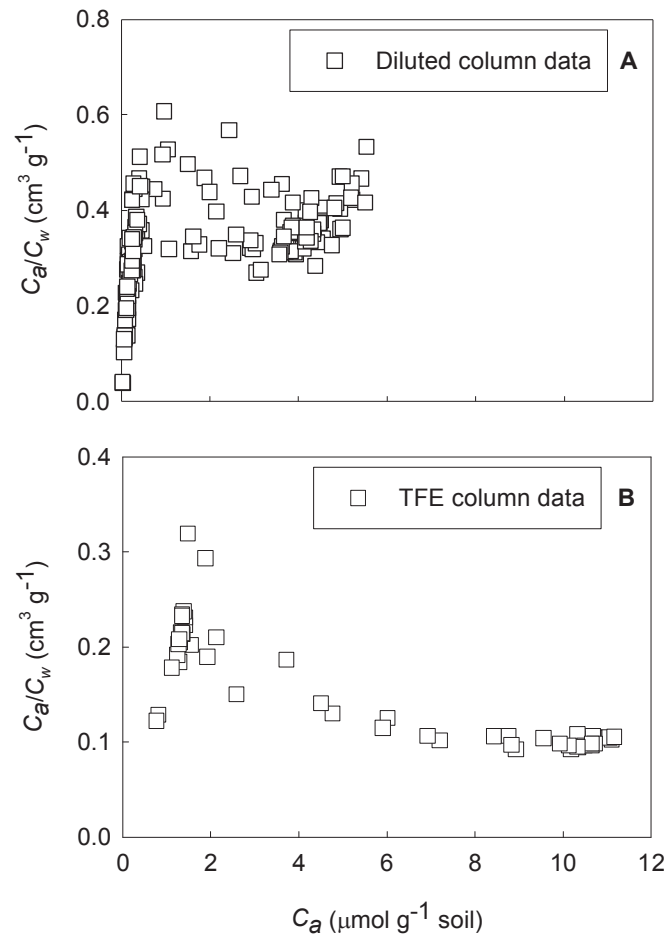 0.8
Diluted column data A
0.6
0.4
0.2
0.0
Ca/Cw (cm³ g⁻¹)
0.4
TFE column data B
0.3
0.2
0.1
0.0
Ca/Cw (cm³ g⁻¹)
0 2 4 6 8 10 12
Ca (μmol g⁻¹ soil)